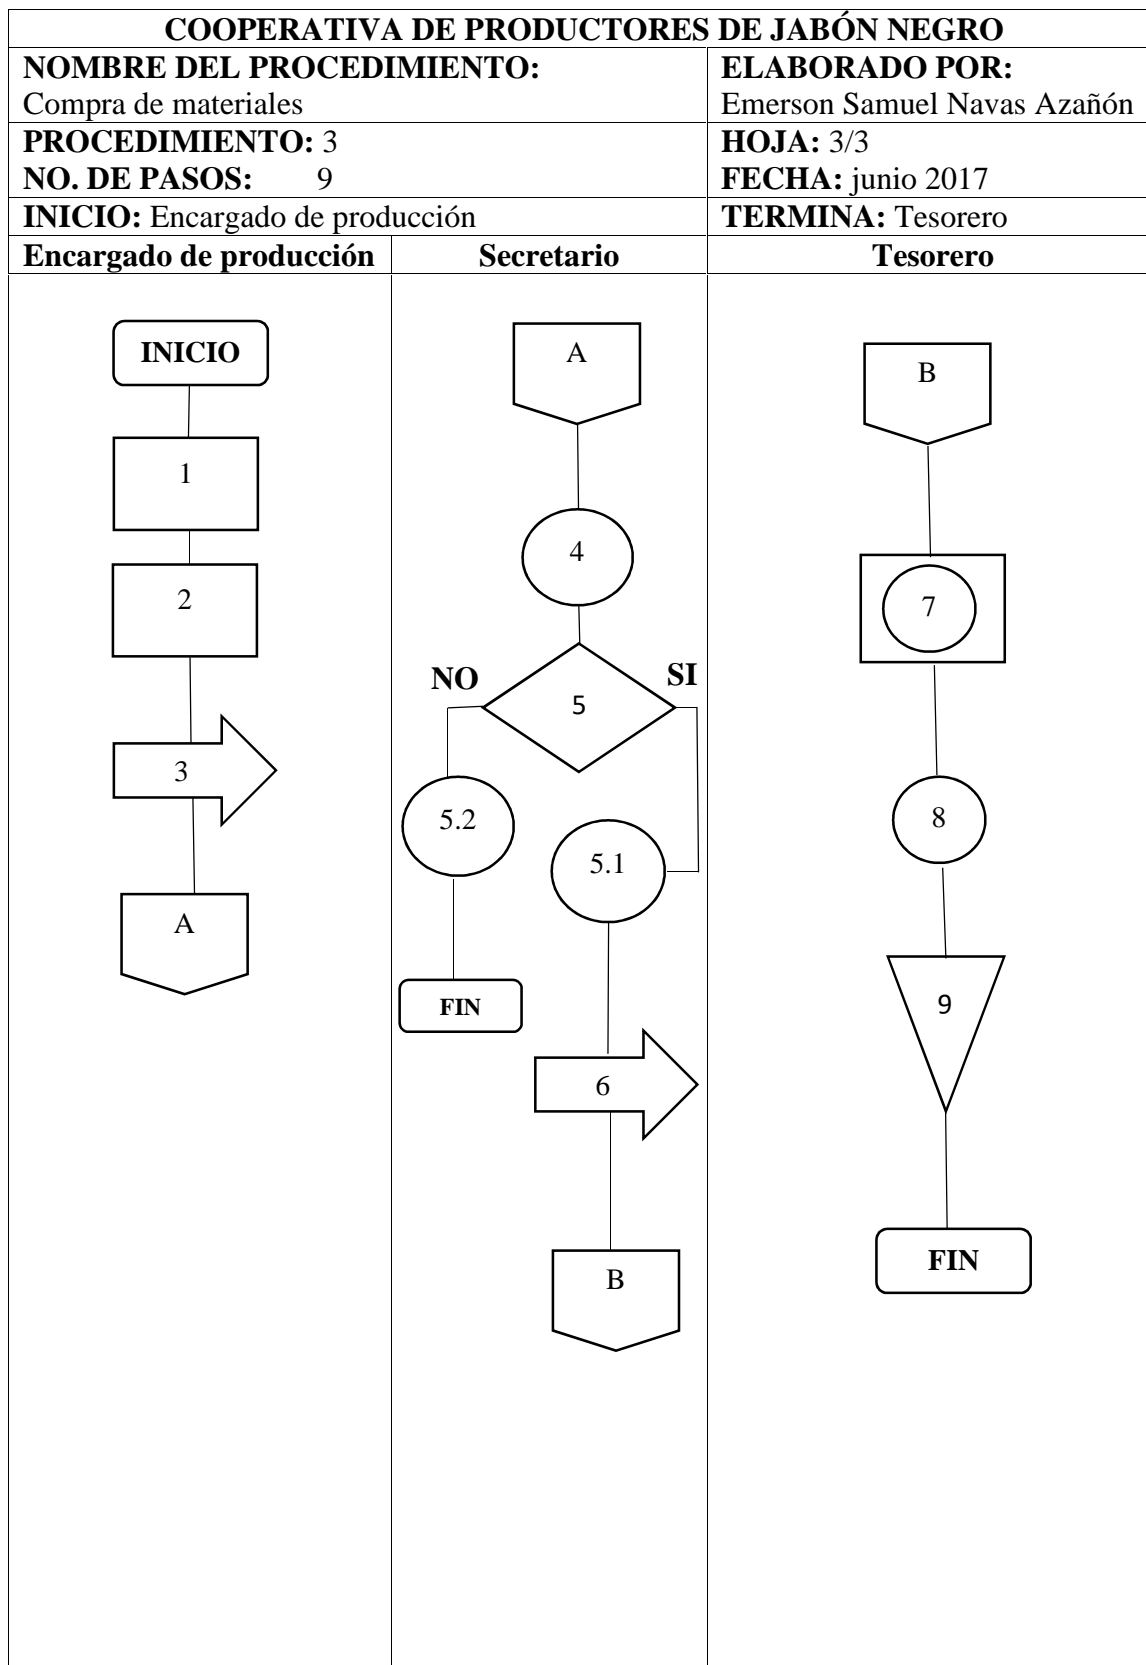 COOPERATIVA DE PRODUCTORES DE JABÓN NEGRO
NOMBRE DEL PROCEDIMIENTO:
Compra de materiales
ELABORADO POR:
Emerson Samuel Navas Azañón
PROCEDIMIENTO: 3
NO. DE PASOS: 9
HOJA: 3/3
FECHA: junio 2017
INICIO: Encargado de producción
TERMINA: Tesorero
Encargado de producción
Secretario
Tesorero
INICIO
1
2
3
A
A
4
NO
SI
5
5.2
5.1
FIN
6
B
B
7
8
9
FIN